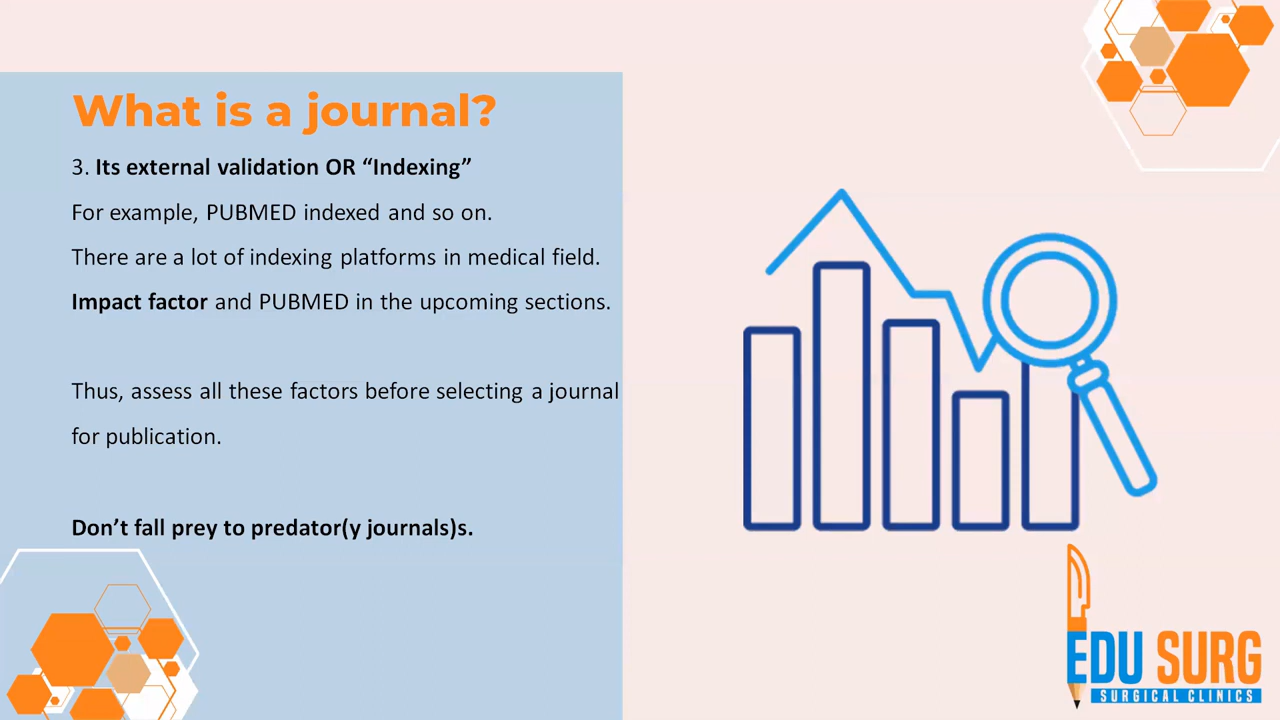 What is a journal?
3. Its external validation OR “Indexing”
For example, PUBMED indexed and so on.
There are a lot of indexing platforms in medical field.
Impact factor and PUBMED in the upcoming sections.
Thus, assess all these factors before selecting a journal
for publication.
Don’t fall prey to predator(y journals)s.
EDU SURG
SURGICAL CLINICS